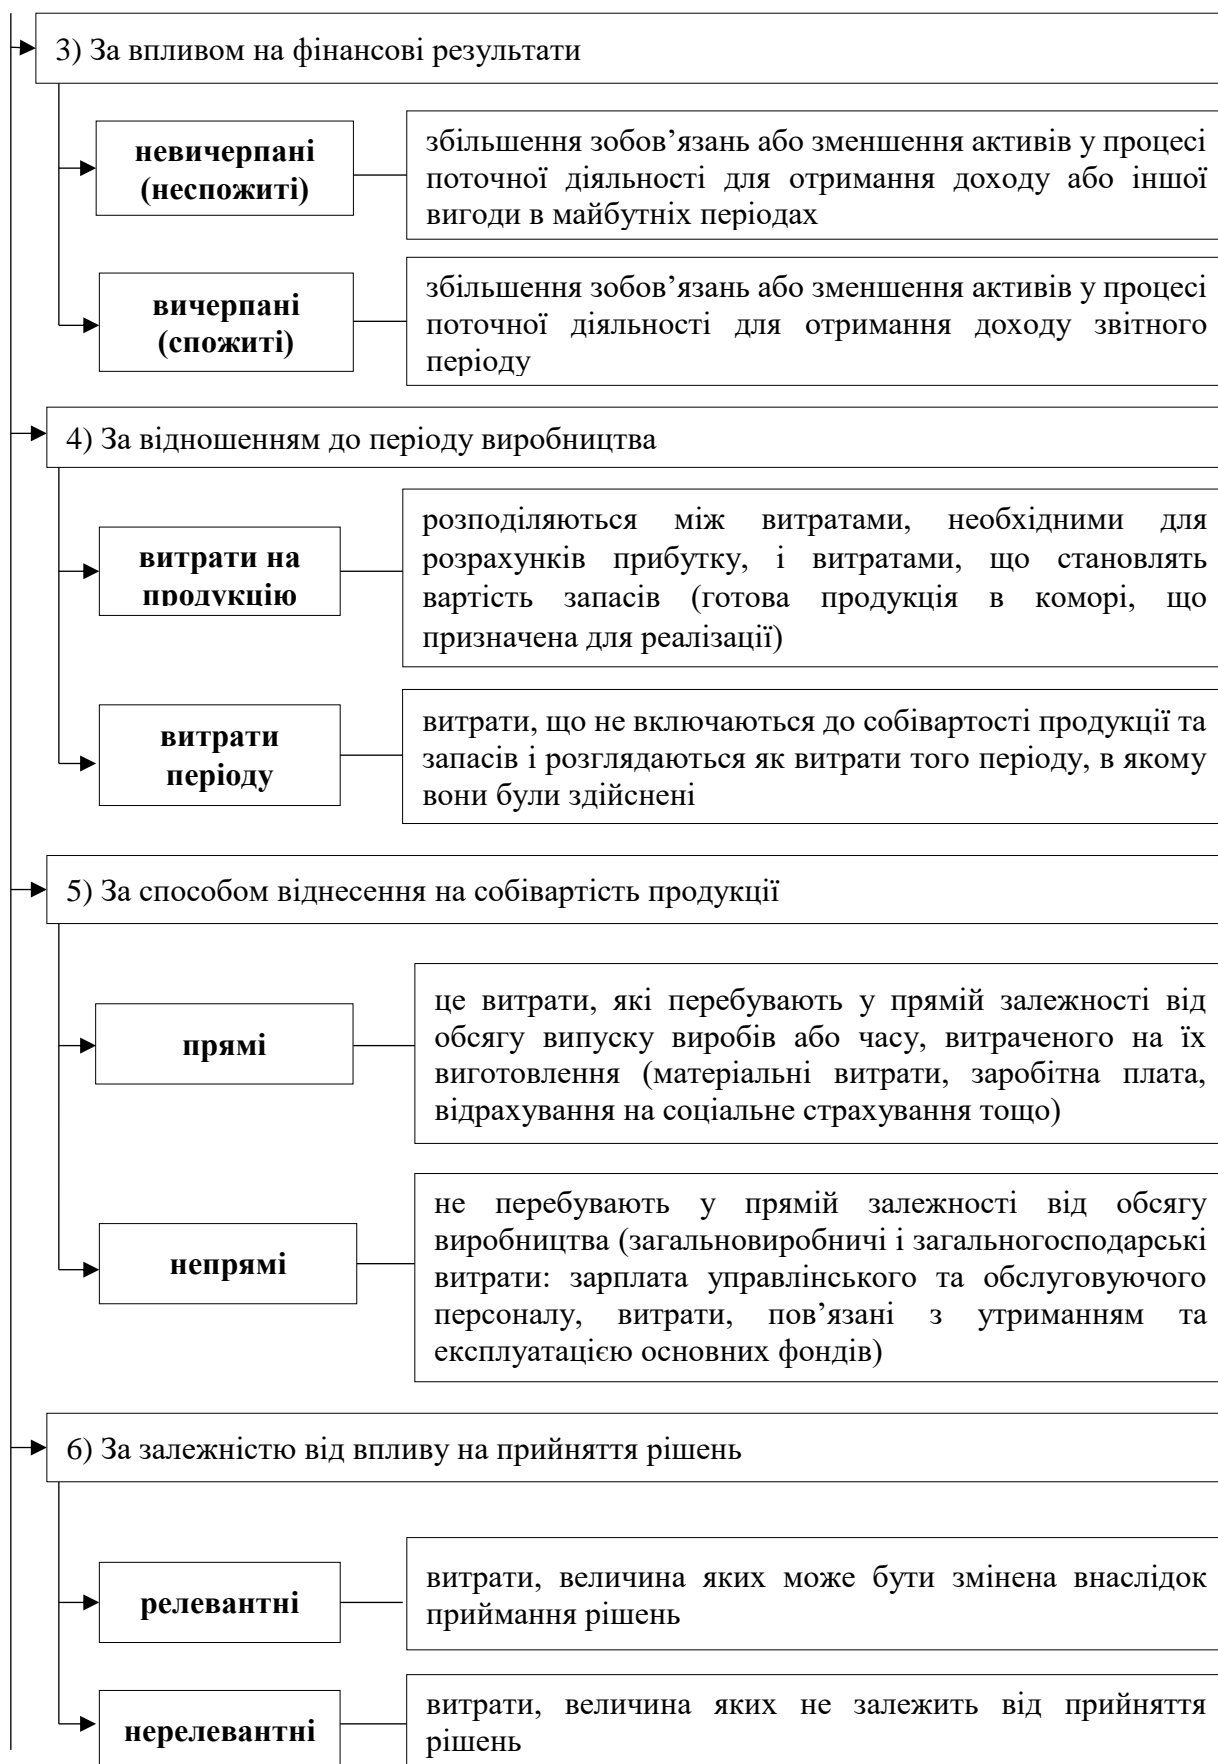 3) За впливом на фінансові результати
невичерпані
(неспожиті)
збільшення зобов’язань або зменшення активів у процесі
поточної діяльності для отримання доходу або іншої
вигоди в майбутніх періодах
вичерпані
(спожиті)
збільшення зобов’язань або зменшення активів у процесі
поточної діяльності для отримання доходу звітного
періоду
4) За відношенням до періоду виробництва
витрати на
продукцію
розподіляються між витратами, необхідними для
розрахунків прибутку, і витратами, що становлять
вартість запасів (готова продукція в коморі, що
призначена для реалізації)
витрати
періоду
витрати, що не включаються до собівартості продукції та
запасів і розглядаються як витрати того періоду, в якому
вони були здійснені
5) За способом віднесення на собівартість продукції
прямі
це витрати, які перебувають у прямій залежності від
обсягу випуску виробів або часу, витраченого на їх
виготовлення (матеріальні витрати, заробітна плата,
відрахування на соціальне страхування тощо)
непрямі
не перебувають у прямій залежності від обсягу
виробництва (загальновиробничі і загальногосподарські
витрати: зарплата управлінського та обслуговуючого
персоналу, витрати, пов’язані з утриманням та
експлуатацією основних фондів)
6) За залежністю від впливу на прийняття рішень
релевантні
витрати, величина яких може бути змінена внаслідок
приймання рішень
нерелевантні
витрати, величина яких не залежить від прийняття
рішень